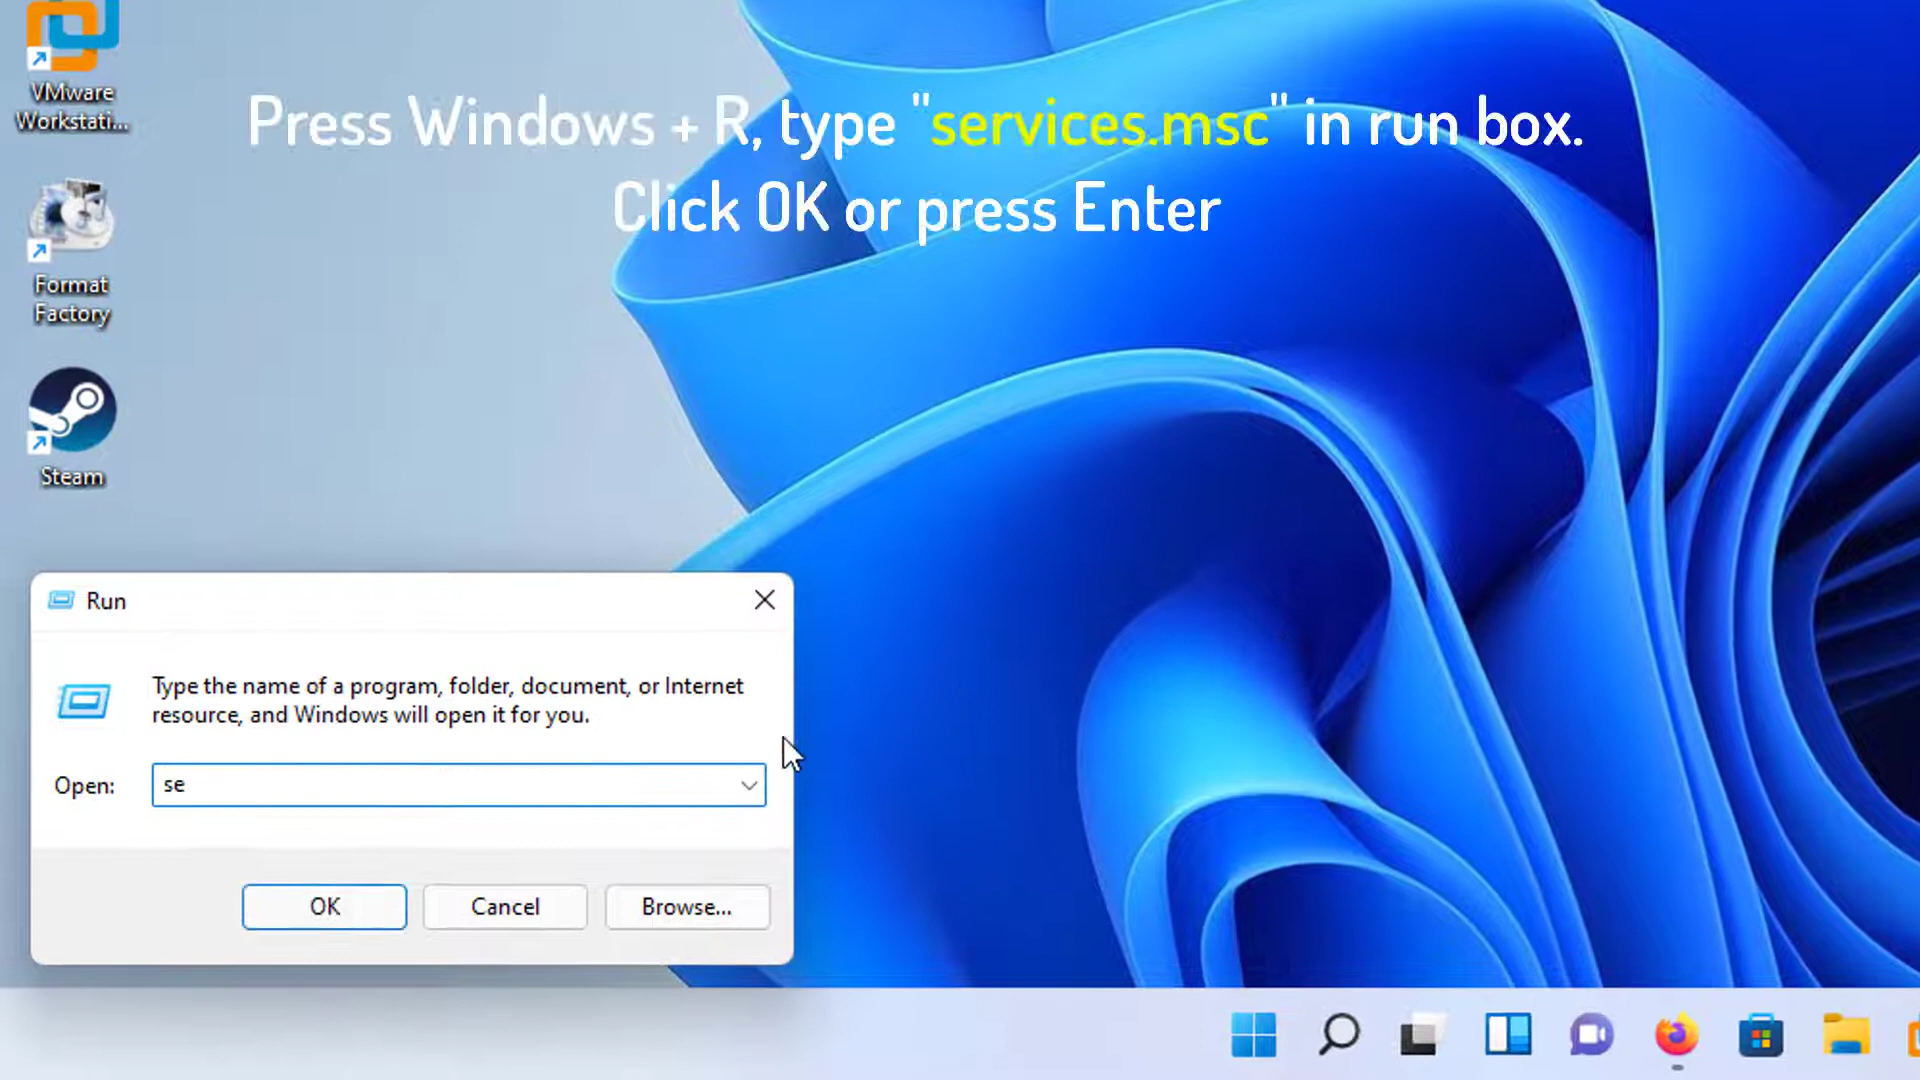 VMware
Workstati...
Press Windows + R, type "services.msc" in run box.
Click OK or press Enter
Format
Factory
Steam
Run
Type the name of a program, folder, document, or Internet
resource, and Windows will open it for you.
Open:
se
OK
Cancel
Browse...